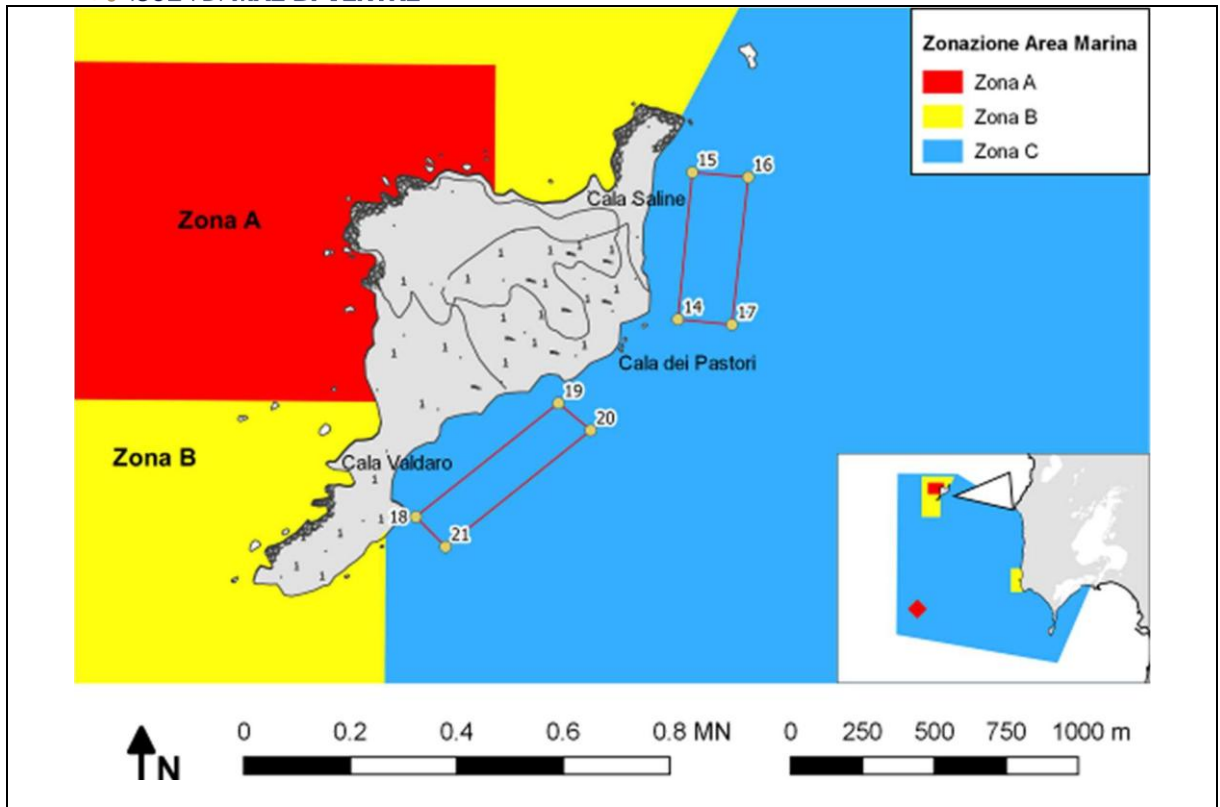 Zonazione Area Marina
Zona A
Zona B
Zona C
15
16
Cala Saline
Zona A
14
17
Cala dei Pastori
19
20
Zona B
Cala Valdaro
18
21
0 0.2 0.4 0.6 0.8 MN
0 250 500 750 1000 m
N